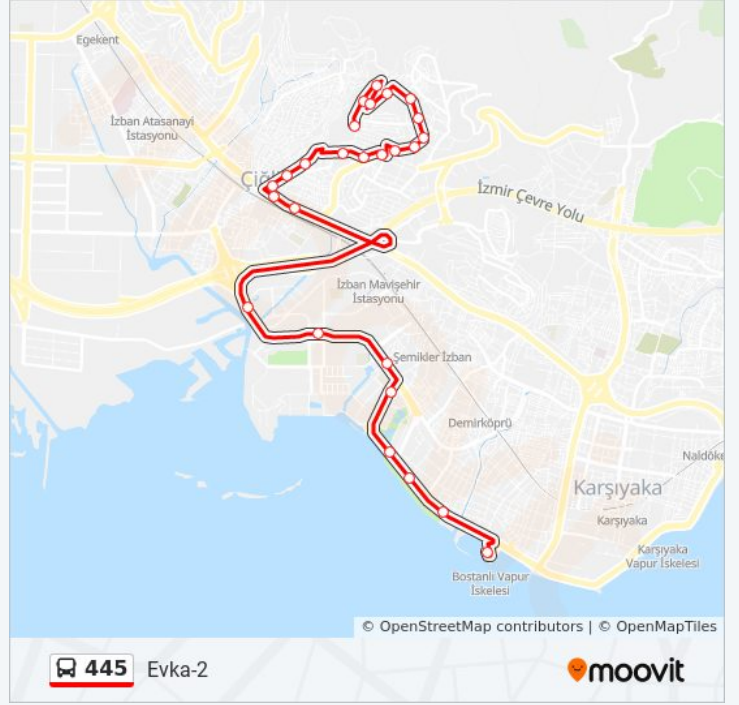 Egekent
İzban Atasanayi
İstasyonu
İzmir Çevre Yolu
İzban Mavişehir
İstasyonu
Şemikler İzban
Demirköprü
Naldöke
Karşıyaka
Karşıyaka
Karşıyaka
Vapur İskelesi
Bostanlı Vapur
İskelesi
© OpenStreetMap contributors | © OpenMapTiles
445 Evka-2
moovit